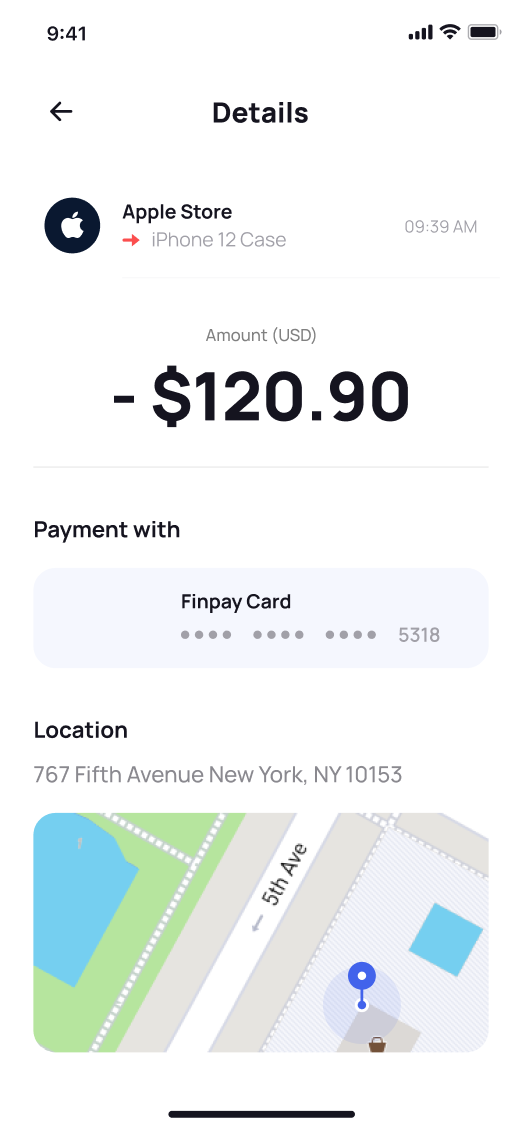 9:41
Details
Apple Store
iPhone 12 Case
09:39 AM
Amount (USD)
- $120.90
Payment with
Finpay Card
•••• •••• •••• 5318
Location
767 Fifth Avenue New York, NY 10153
5th Ave